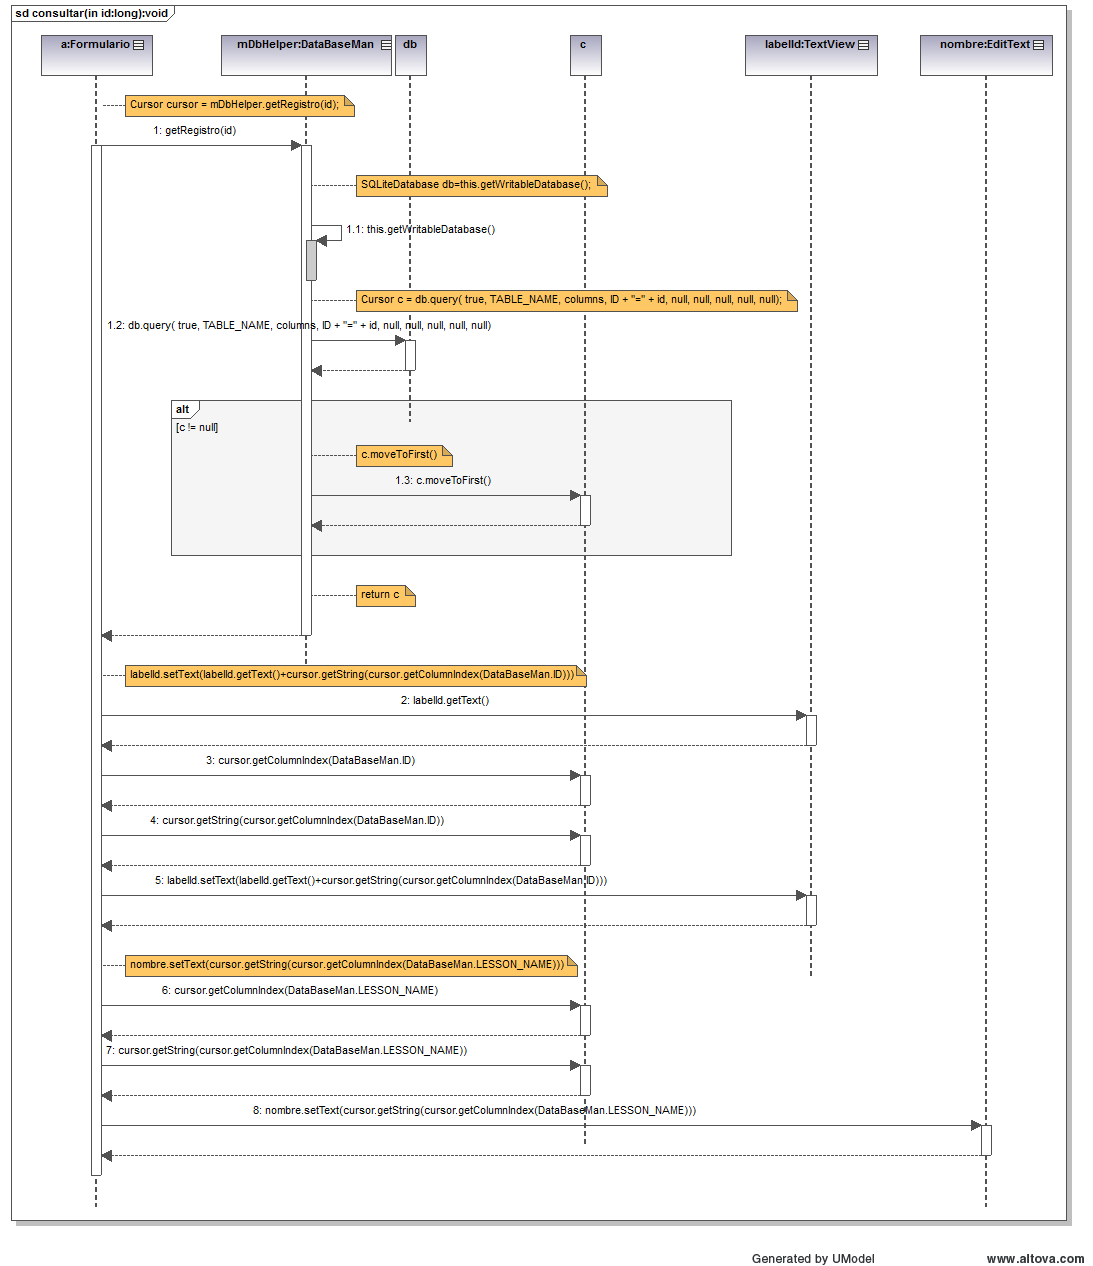 sd consultar(in id:long):void
a:Formulario
mDbHelper:DataBaseMan
db
c
labelId:TextView
nombre:EditText
Cursor cursor = mDbHelper.getRegistro(id);
1: getRegistro(id)
SQLiteDatabase db=this.getWritableDatabase();
1.1: this.getWritableDatabase()
Cursor c = db.query( true, TABLE_NAME, columns, ID + "=" + id, null, null, null, null, null);
1.2: db.query( true, TABLE_NAME, columns, ID + "=" + id, null, null, null, null, null)
alt
[c != null]
c.moveToFirst()
1.3: c.moveToFirst()
return c
labelId.setText(labelId.getText()+cursor.getString(cursor.getColumnIndex(DataBaseMan.ID)))
2: labelId.getText()
3: cursor.getColumnIndex(DataBaseMan.ID)
4: cursor.getString(cursor.getColumnIndex(DataBaseMan.ID))
5: labelId.setText(labelId.getText()+cursor.getString(cursor.getColumnIndex(DataBaseMan.ID)))
nombre.setText(cursor.getString(cursor.getColumnIndex(DataBaseMan.LESSON_NAME)))
6: cursor.getColumnIndex(DataBaseMan.LESSON_NAME)
7: cursor.getString(cursor.getColumnIndex(DataBaseMan.LESSON_NAME))
8: nombre.setText(cursor.getString(cursor.getColumnIndex(DataBaseMan.LESSON_NAME)))
Generated by UModel
www.altova.com